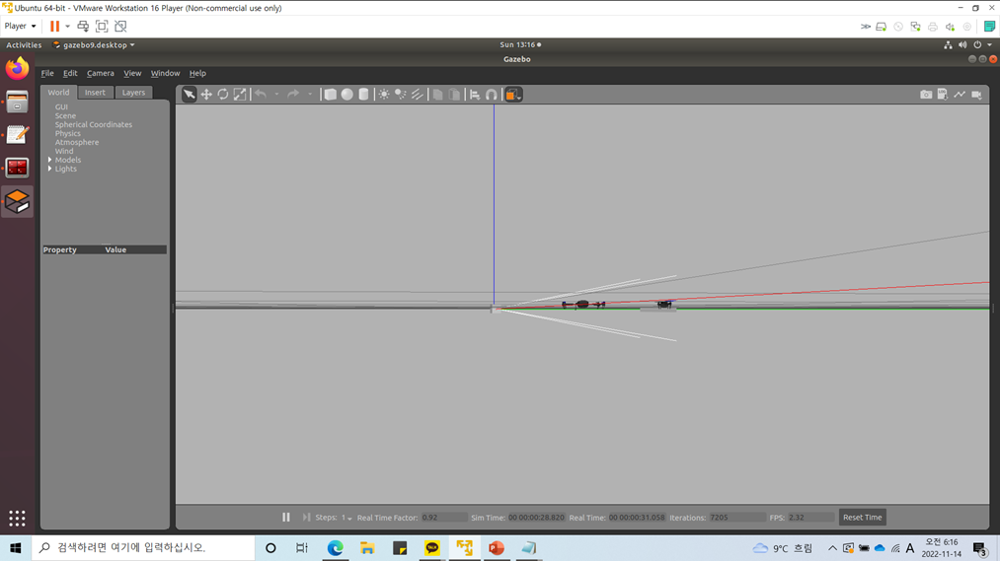 Ubuntu 64-bit - VMware Workstation 16 Player (Non-commercial use only)
Player
Activities gazebo9.desktop Sun 13:16
Gazebo
File Edit Camera View Window Help
World Insert Layers
GUI
Scene
Spherical Coordinates
Physics
Atmosphere
Wind
Models
Lights
Property Value
Steps: 1 Real Time Factor: 0.92 Sim Time: 00 00:00:28.820 Real Time: 00 00:00:31.058 Iterations: 7205 FPS: 2.32 Reset Time
검색하려면 여기에 입력하십시오.
TALK
9°C 흐림
A
오전 6:16
2022-11-14
3